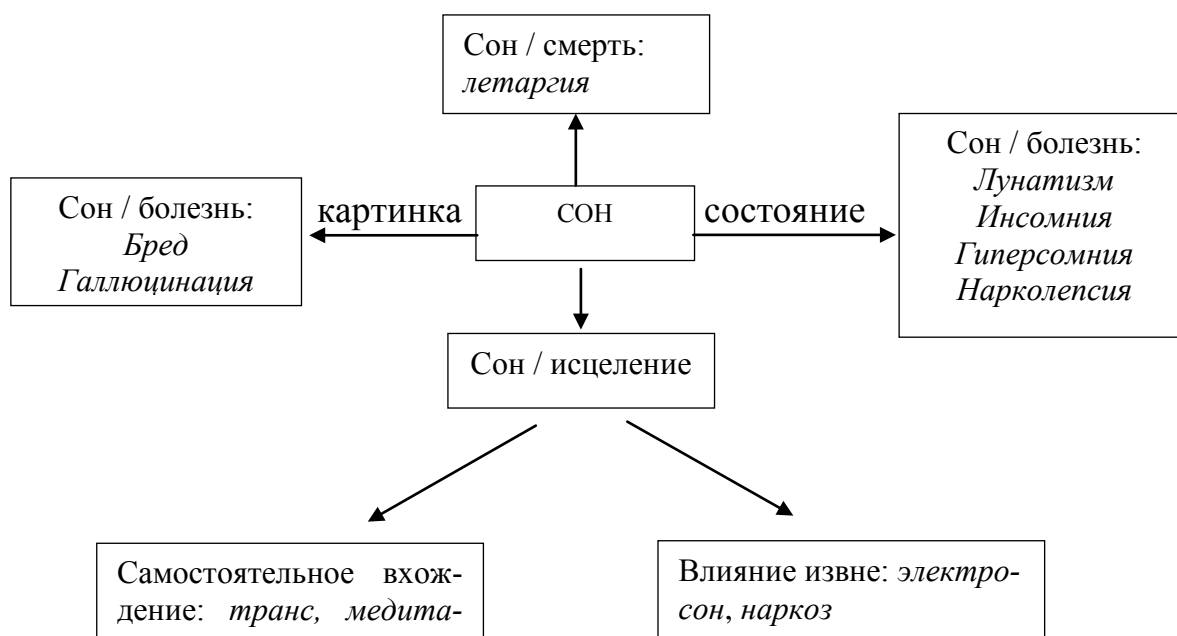 Сон / смерть:
летаргия
Сон / болезнь:
Бред
Галлюцинация
картинка
СОН
состояние
Сон / болезнь:
Лунатизм
Инсомния
Гиперсомния
Нарколепсия
Сон / исцеление
Самостоятельное вхож-
дение: транс, медита-
Влияние извне: электро-
сон, наркоз